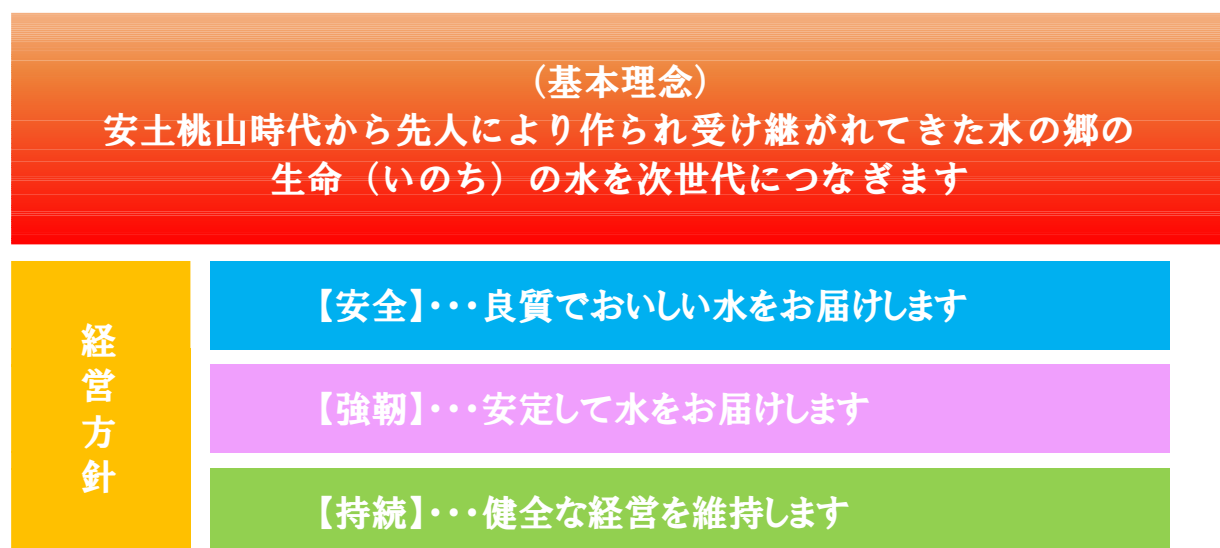 （基本理念）
安土桃山時代から先人により作られ受け継がれてきた水の郷の
生命（いのち）の水を次世代につなぎます
経営方針
【安全】･･･良質でおいしい水をお届けします
【強靭】･･･安定して水をお届けします
【持続】･･･健全な経営を維持します